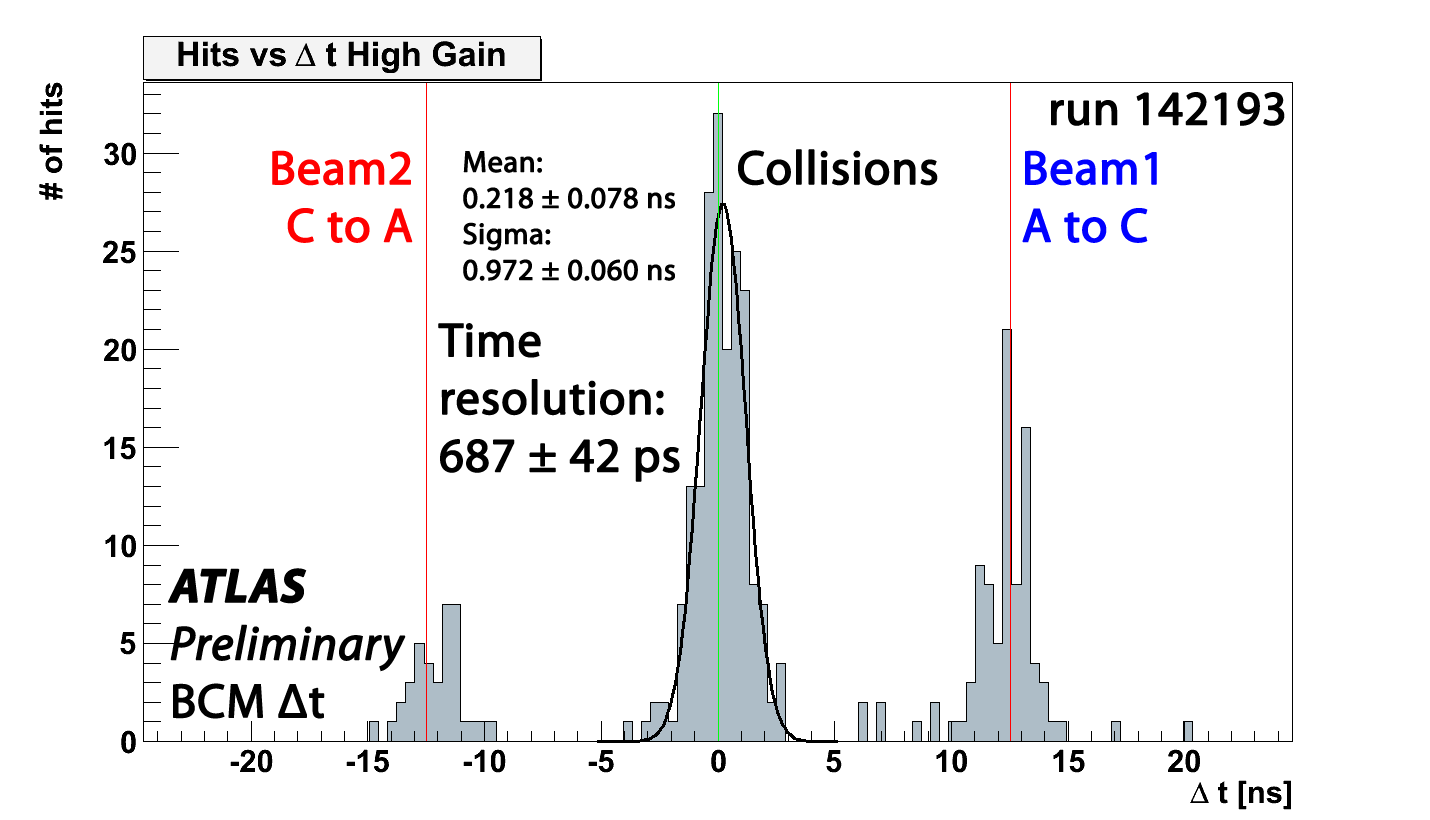 Hits vs Δ t High Gain
# of hits
run 142193
Beam2
C to A
Mean:
0.218 ± 0.078 ns
Sigma:
0.972 ± 0.060 ns
Collisions
Beam1
A to C
Time
resolution:
687 ± 42 ps
ATLAS
Preliminary
BCM Δt
30
25
20
15
10
5
0
-20 -15 -10 -5 0 5 10 15 20
Δ t [ns]